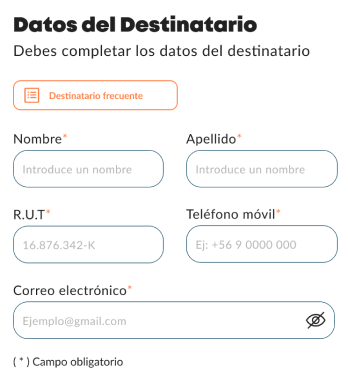 Datos del Destinatario
Debes completar los datos del destinatario
Destinatario frecuente
Nombre* Apellido*
Introduce un nombre Introduce un nombre
R.U.T* Teléfono móvil*
16.876.342-K Ej: +56 9 0000 000
Correo electrónico*
Ejemplo@gmail.com
( * ) Campo obligatorio